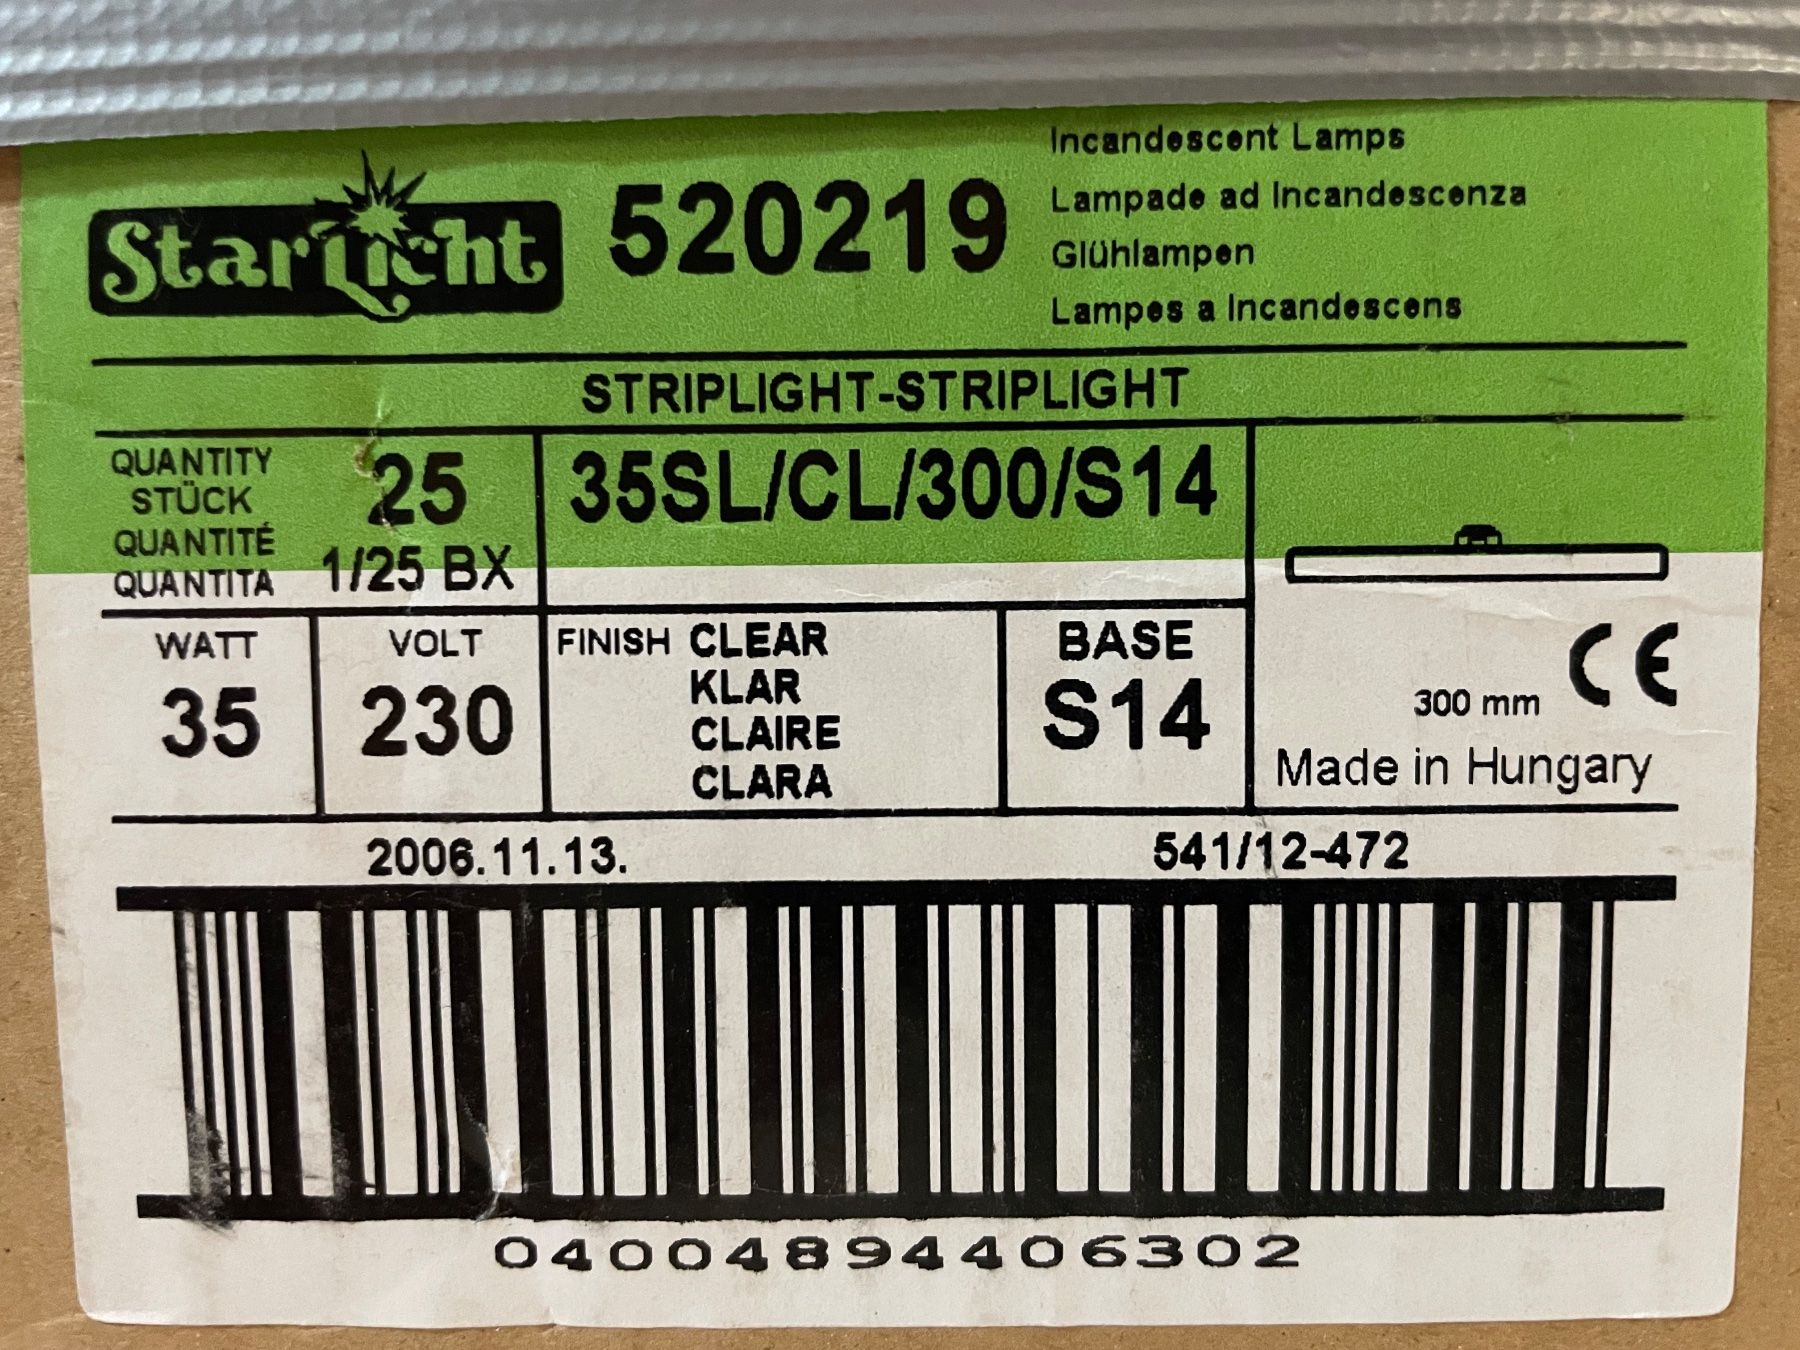 StarLicht
520219
Incandescent Lamps
Lampade ad Incandescenza
Glühlampen
Lampes a Incandescens
STRIPLIGHT-STRIPLIGHT
QUANTITY
STÜCK
QUANTITÉ
QUANTITA
25
1/25 BX
35SL/CL/300/S14
WATT
35
VOLT
230
FINISH CLEAR
KLAR
CLAIRE
CLARA
BASE
S14
300 mm CE
Made in Hungary
2006.11.13.
541/12-472
04004894406302